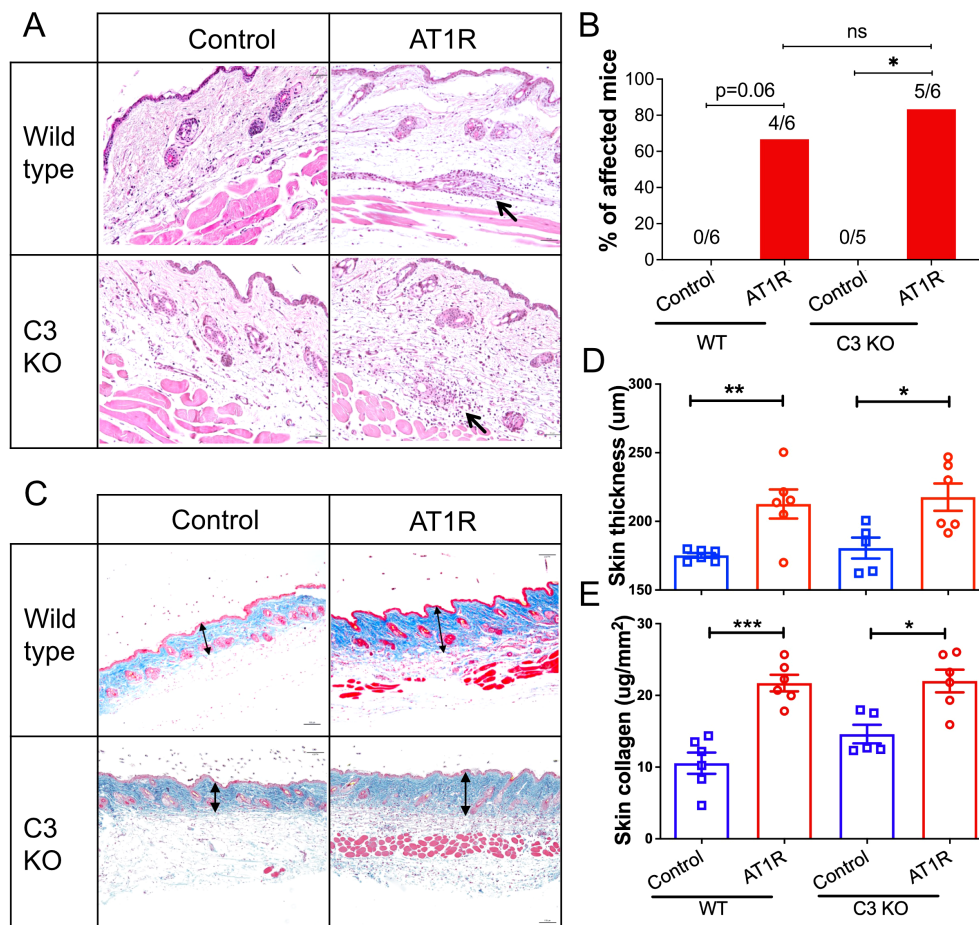 A
Control
AT1R
Wild
type
C3
KO
B
ns
p=0.06
*
4/6
5/6
0/6
0/5
% of affected mice
100
80
60
40
20
0
Control
AT1R
Control
AT1R
WT
C3 KO
C
Control
AT1R
Wild
type
C3
KO
D
**
*
Skin thickness (um)
250
200
150
E
***
*
Skin collagen (ug/mm²)
30
20
10
0
Control
AT1R
Control
AT1R
WT
C3 KO